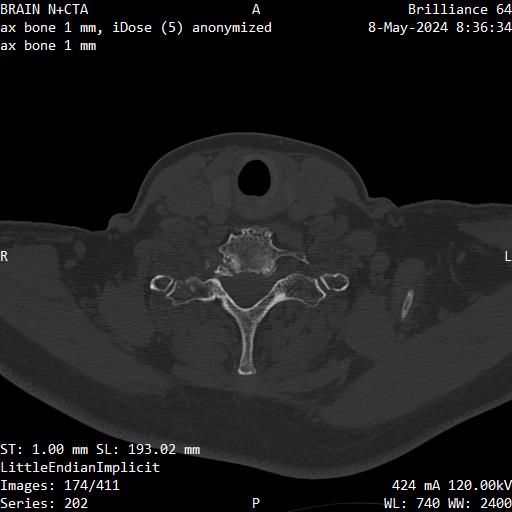 BRAIN N+CTA
ax bone 1 mm, iDose (5) anonymized
ax bone 1 mm
A
Brilliance 64
8-May-2024 8:36:34
R
L
ST: 1.00 mm SL: 193.02 mm
LittleEndianImplicit
Images: 174/411
Series: 202
P
424 mA 120.00kV
WL: 740 WW: 2400